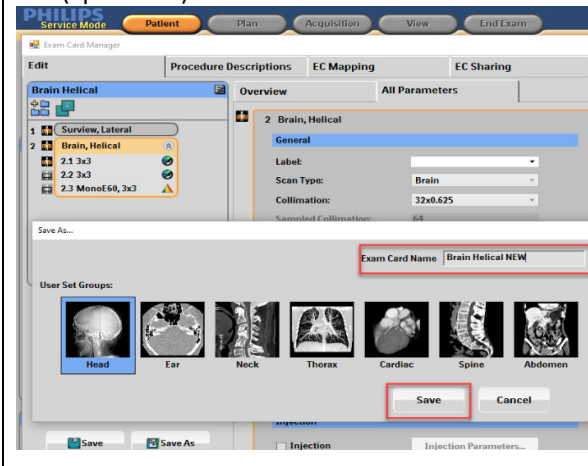 PHILIPS
Service Mode Patient Plan Acquisition View End Exam
Exam Card Manager
Edit Procedure Descriptions EC Mapping EC Sharing
Brain Helical
Overview All Parameters
1 Surview, Lateral
2 Brain, Helical
2.1 3x3
2.2 3x3
2.3 MonoE60, 3x3
2 Brain, Helical
General
Label:
Scan Type: Brain
Collimation: 32x0.625
Sampled Collimation: 64
Save As...
Exam Card Name Brain Helical NEW
User Set Groups:
Head Ear Neck Thorax Cardiac Spine Abdomen
Save Cancel
Injection
Save Save As
Injection Injection Parameters...